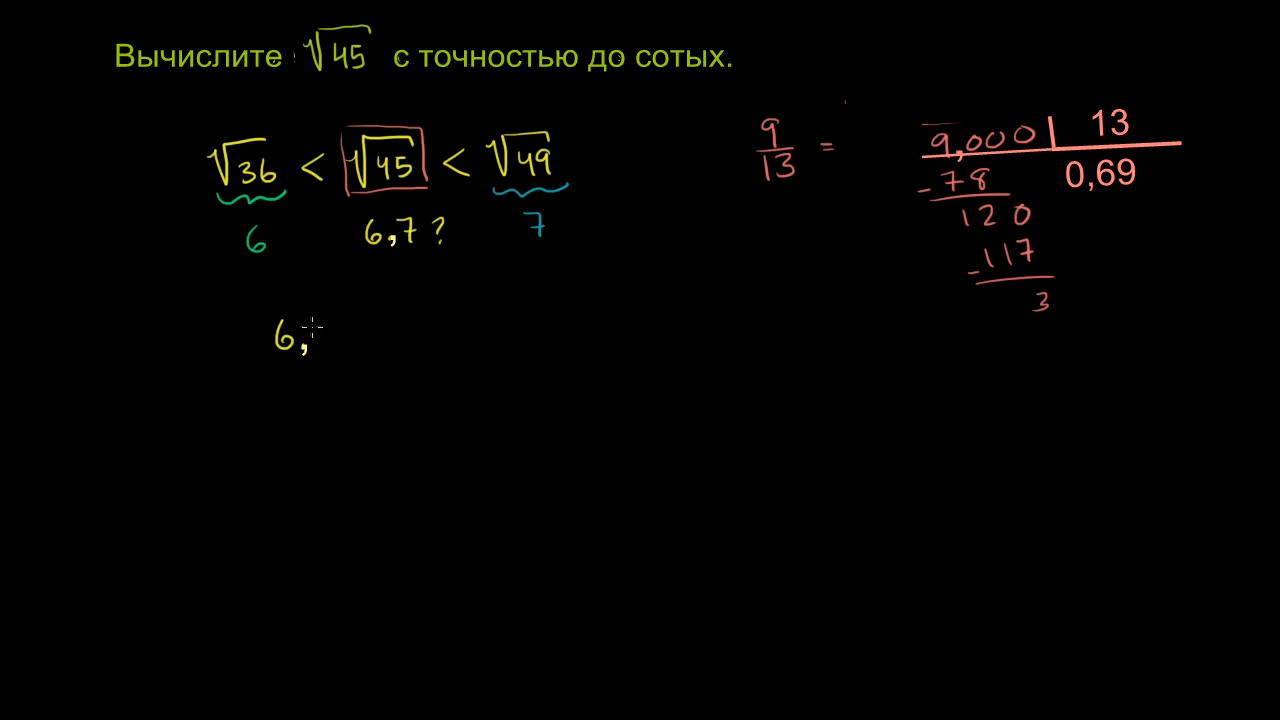 Вычислите √45 с точностью до сотых.
√36 < √45 < √49
6 6,7? 7
6,
9/13 =
9,000 | 13
-78 0,69
120
-117
3